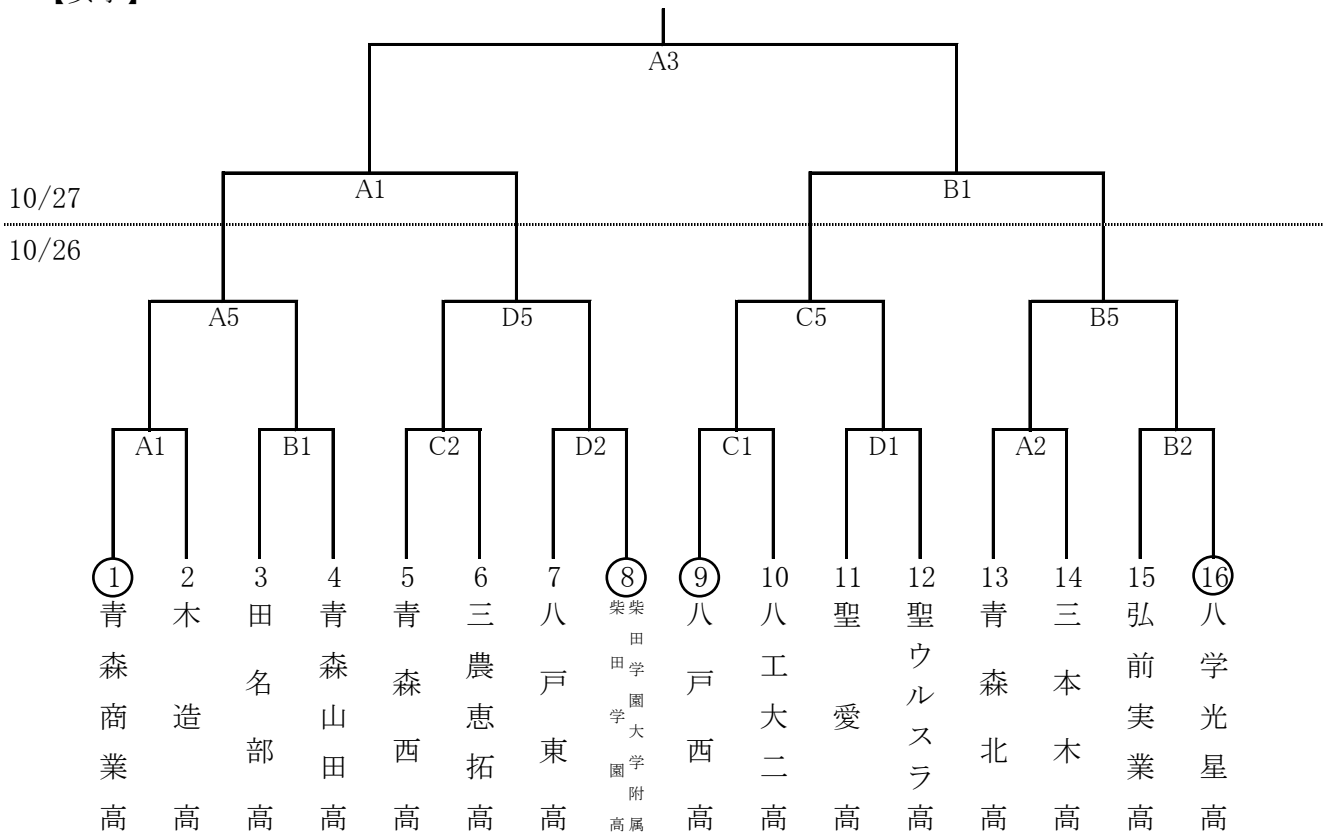 A3
A1 B1
10/27
10/26
A5 D5 C5 B5
A1 B1 C2 D2 C1 D1 A2 B2
① 2 3 4 5 6 7 ⑧ ⑨ 10 11 12 13 14 15 ⑯
青森商業高
木造高
田名部高
青森山田高
青森西高
三農恵拓高
八戸東高
柴田学園大学附属
柴田学園高
八戸西高
八工大二高
聖愛高
聖ウルスラ高
青森北高
三本木高
弘前実業高
八学光星高